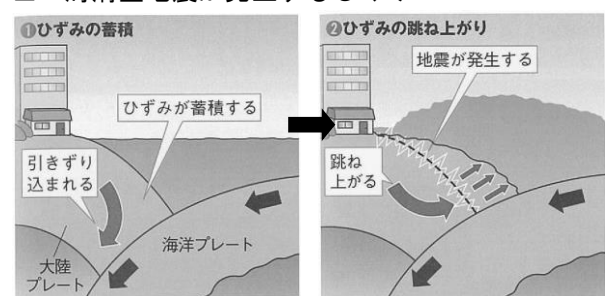 ❶ひずみの蓄積
ひずみが蓄積する
引きずり
込まれる
大陸
プレート
海洋プレート
❷ひずみの跳ね上がり
地震が発生する
跳ね
上がる